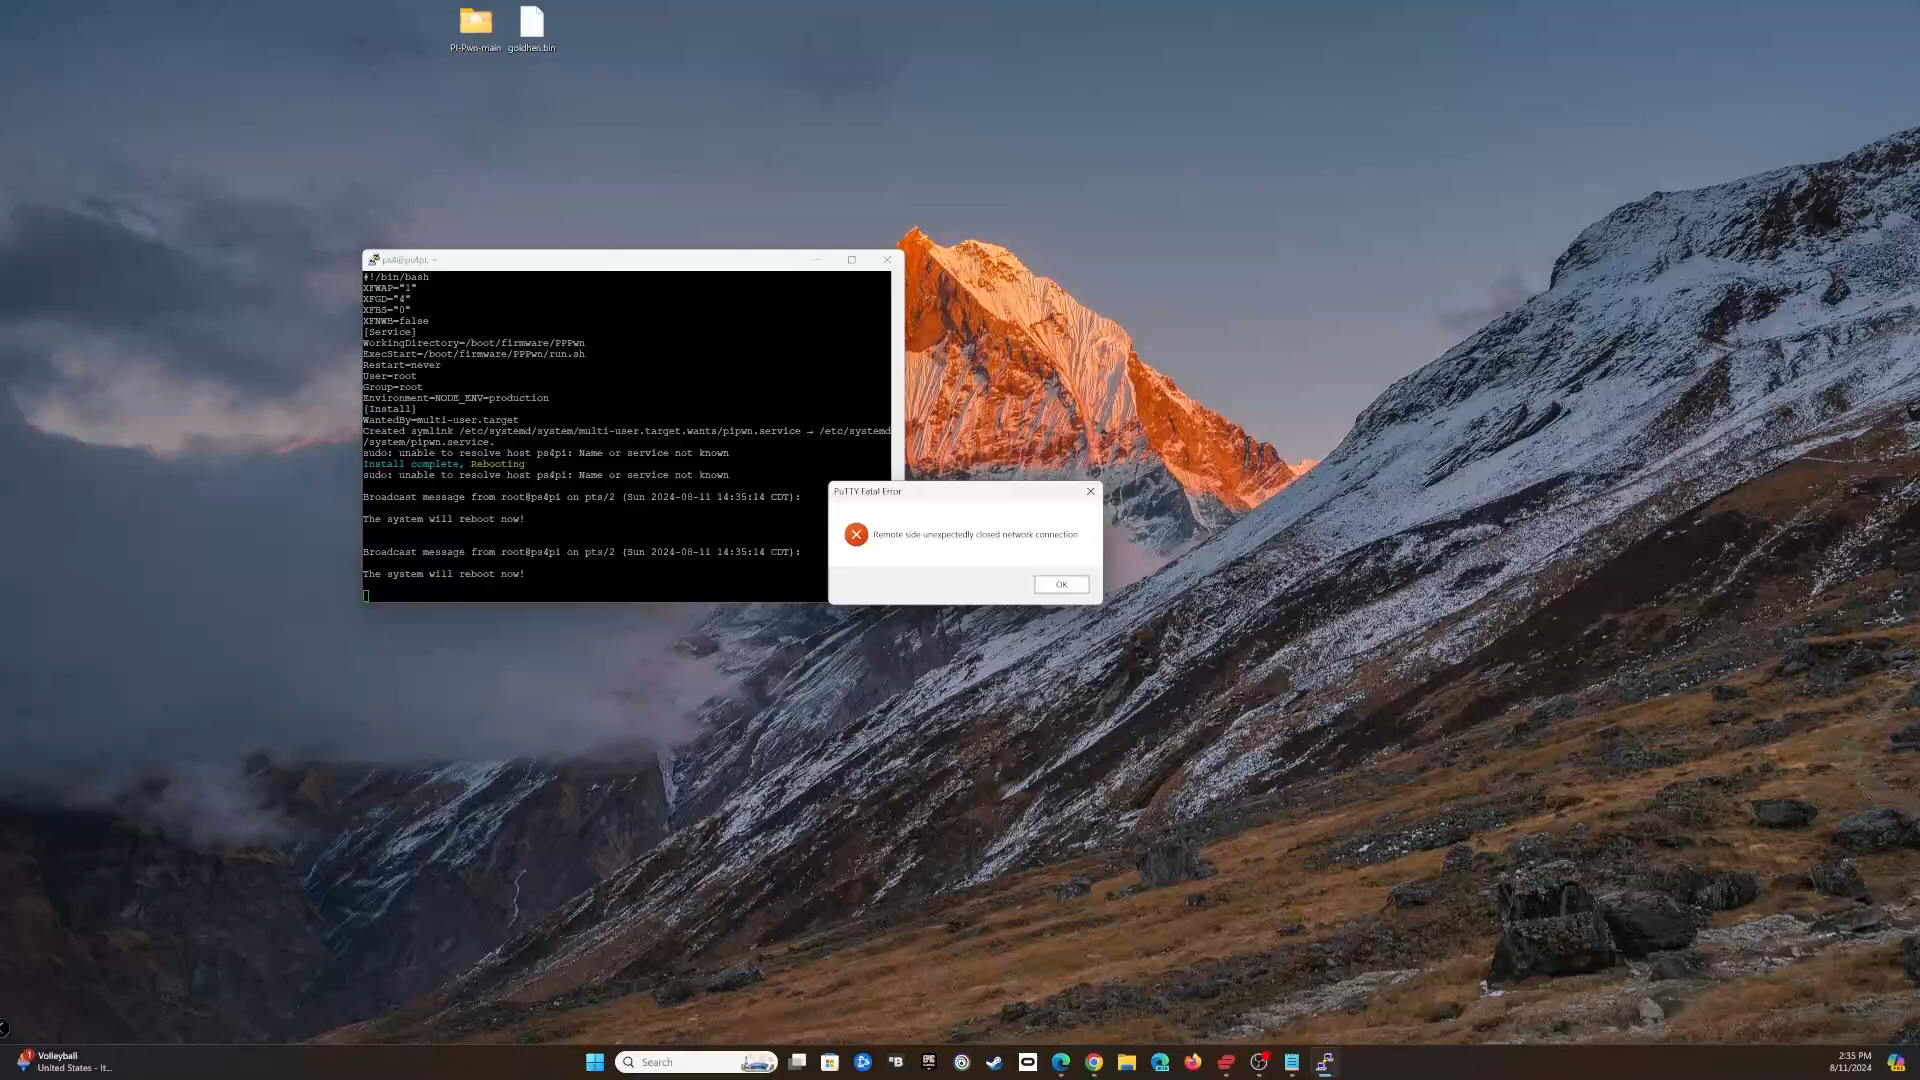 PI-Pwn-main
goldhen.bin
ps4@ps4pi: ~
#!/bin/bash
XFWAP="1"
XFGD="4"
XFBS="0"
XFNWB=false
[Service]
WorkingDirectory=/boot/firmware/PPPwn
ExecStart=/boot/firmware/PPPwn/run.sh
Restart=never
User=root
Group=root
Environment=NODE_ENV=production
[Install]
WantedBy=multi-user.target
Created symlink /etc/systemd/system/multi-user.target.wants/pipwn.service → /etc/systemd
/system/pipwn.service.
sudo: unable to resolve host ps4pi: Name or service not known
Install complete, Rebooting
sudo: unable to resolve host ps4pi: Name or service not known
Broadcast message from root@ps4pi on pts/2 (Sun 2024-08-11 14:35:14 CDT):
The system will reboot now!
Broadcast message from root@ps4pi on pts/2 (Sun 2024-08-11 14:35:14 CDT):
The system will reboot now!
PuTTY Fatal Error
Remote side unexpectedly closed network connection
OK
1
Volleyball
United States - It...
Search
B
EPIC
2:35 PM
8/11/2024